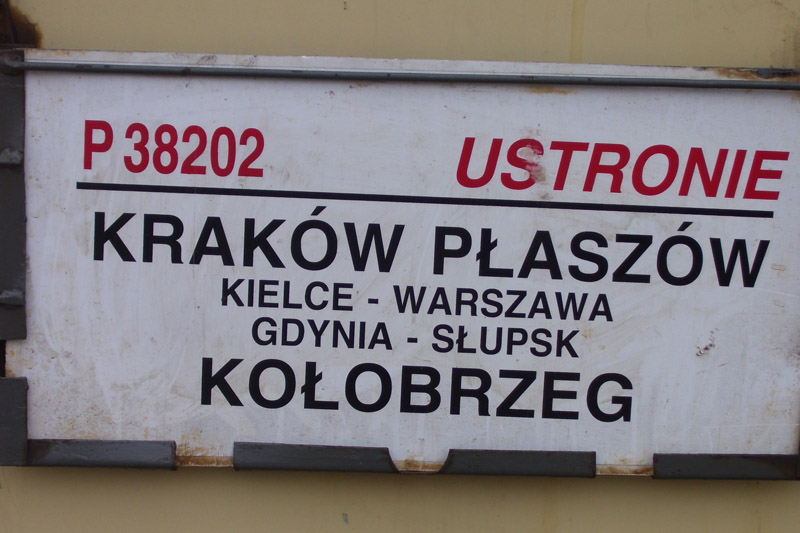 P 38202 USTRONIE
KRAKÓW PŁASZÓW
KIELCE - WARSZAWA
GDYNIA - SŁUPSK
KOŁOBRZEG